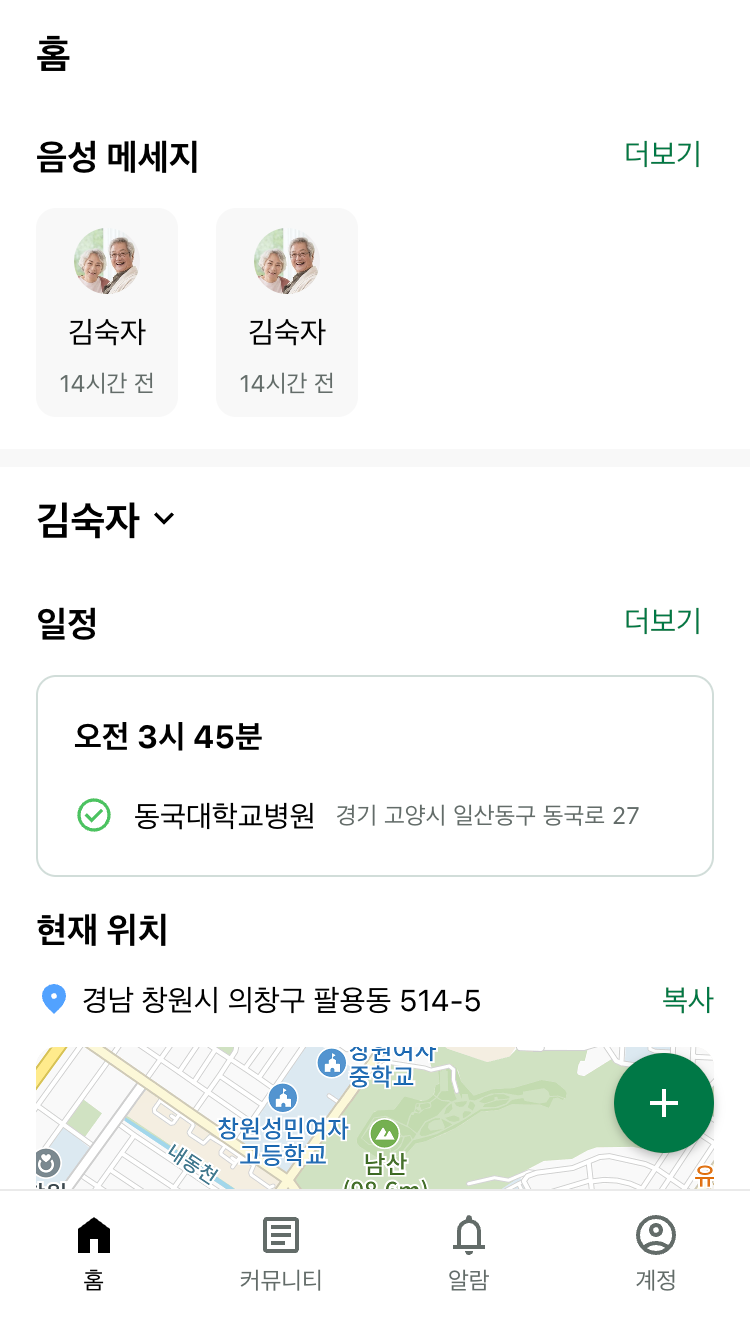 홈
음성 메세지
더보기
김숙자
김숙자
14시간 전
14시간 전
김숙자
일정
더보기
오전 3시 45분
동국대학교병원 경기 고양시 일산동구 동국로 27
현재 위치
경남 창원시 의창구 팔용동 514-5
복사
창원여자
중학교
창원성민여자
고등학교
내동천
남산
(98.6m)
유
홈
커뮤니티
알람
계정